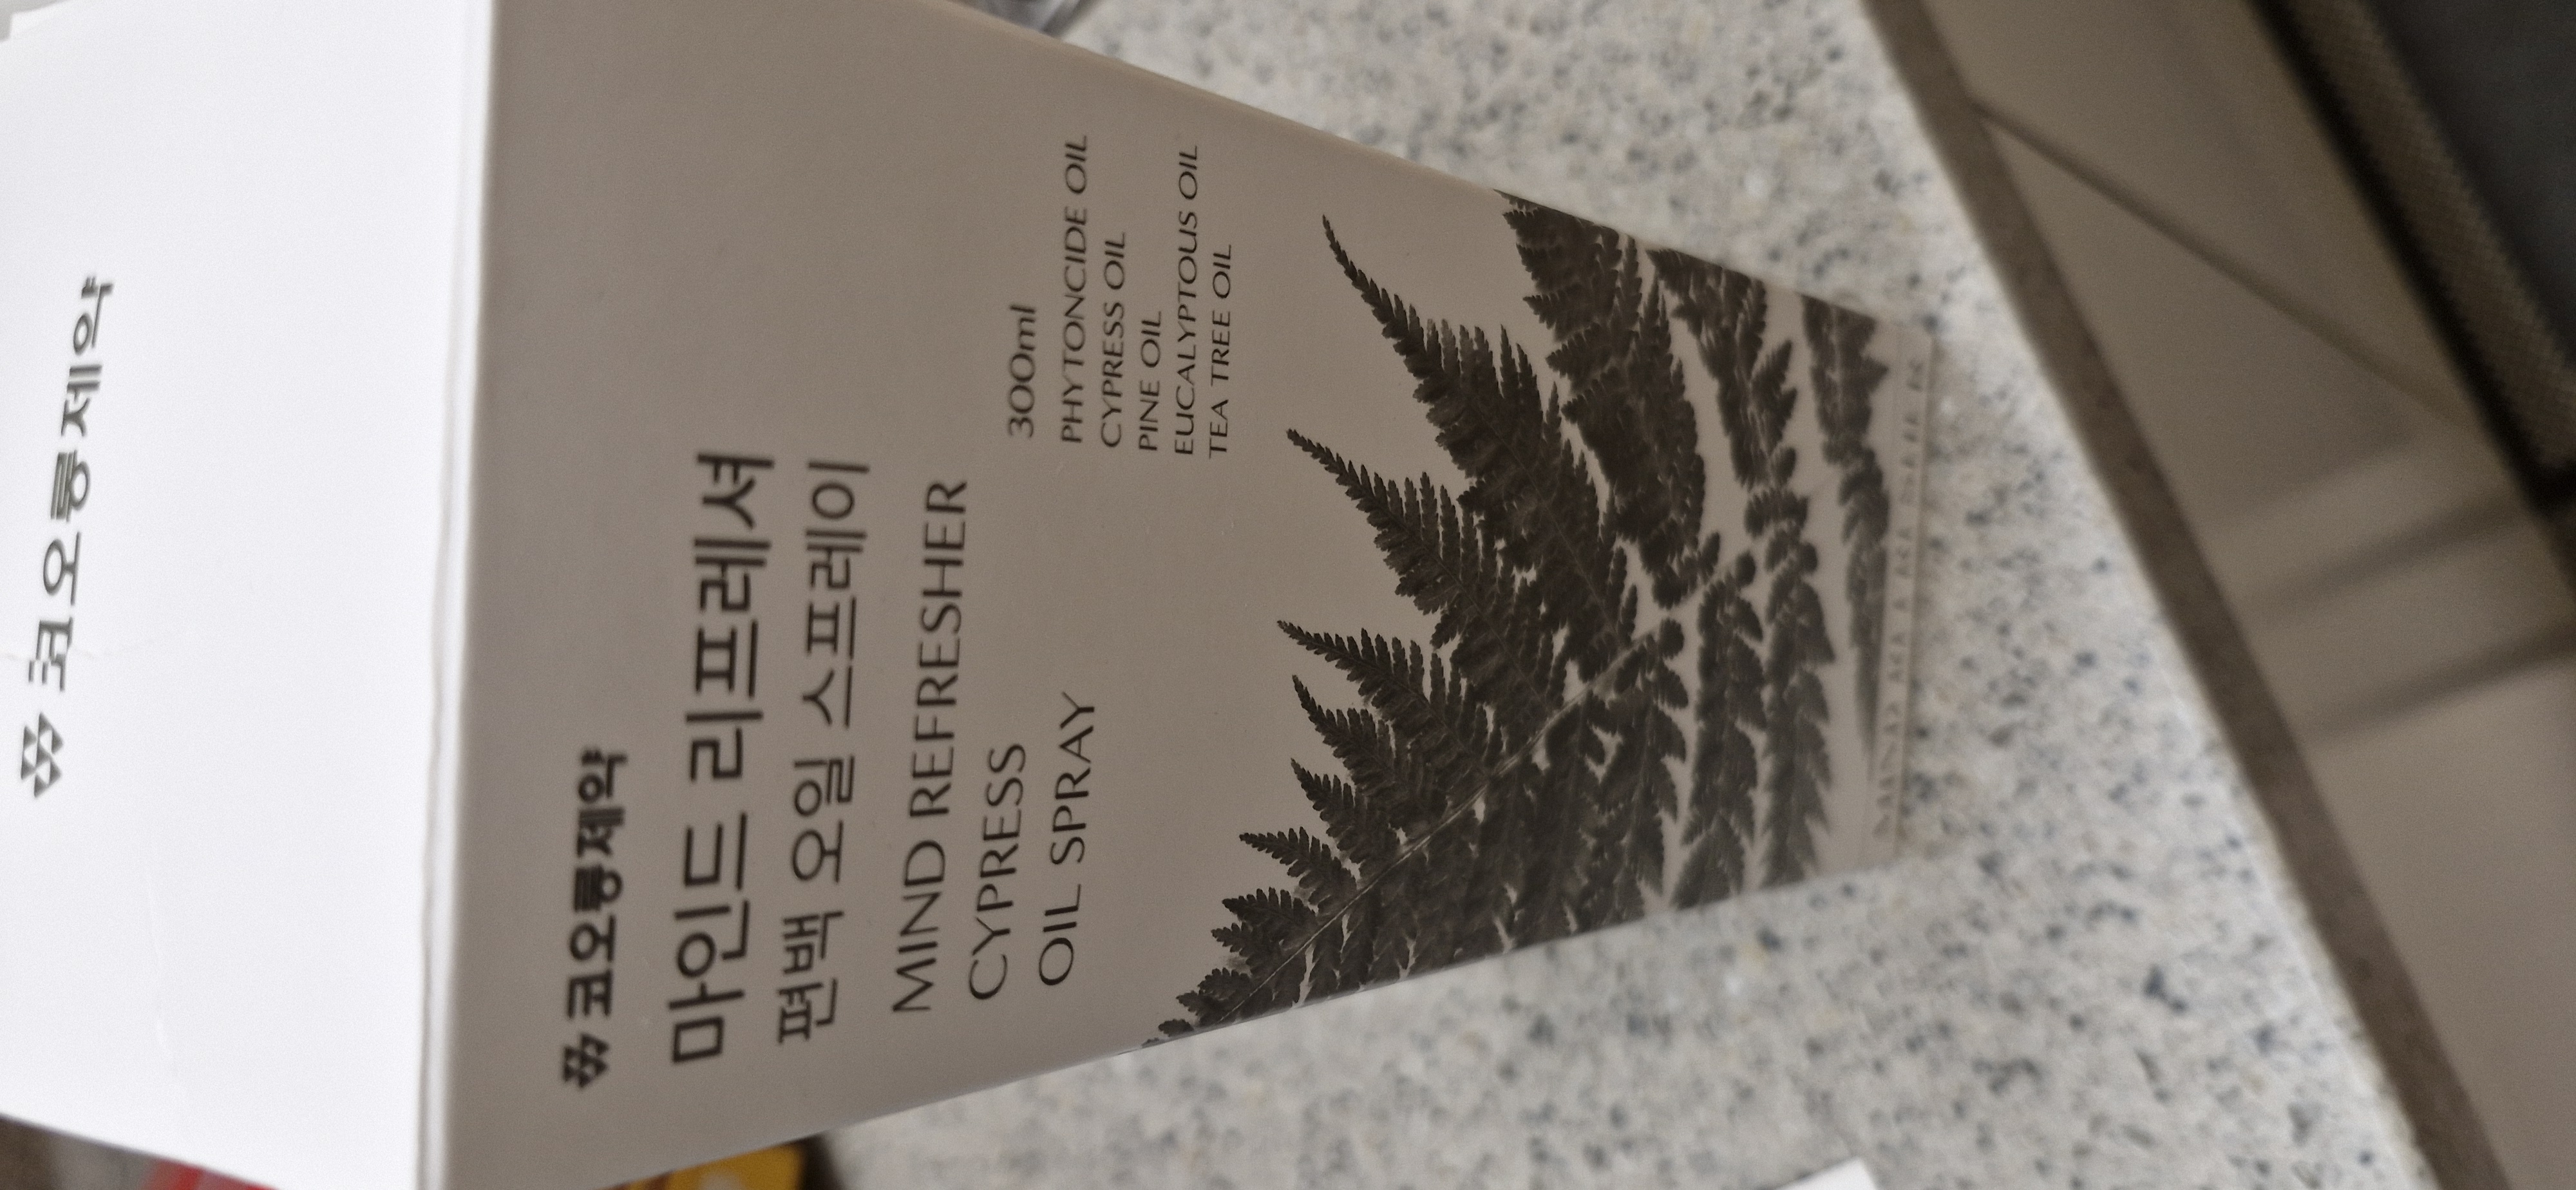 코오롱제약
코오롱제약
마인드 리프레셔
편백 오일 스프레이
MIND REFRESHER
CYPRESS
OIL SPRAY
300ml
PHYTONCIDE OIL
CYPRESS OIL
PINE OIL
EUCALYPTOUS OIL
TEA TREE OIL